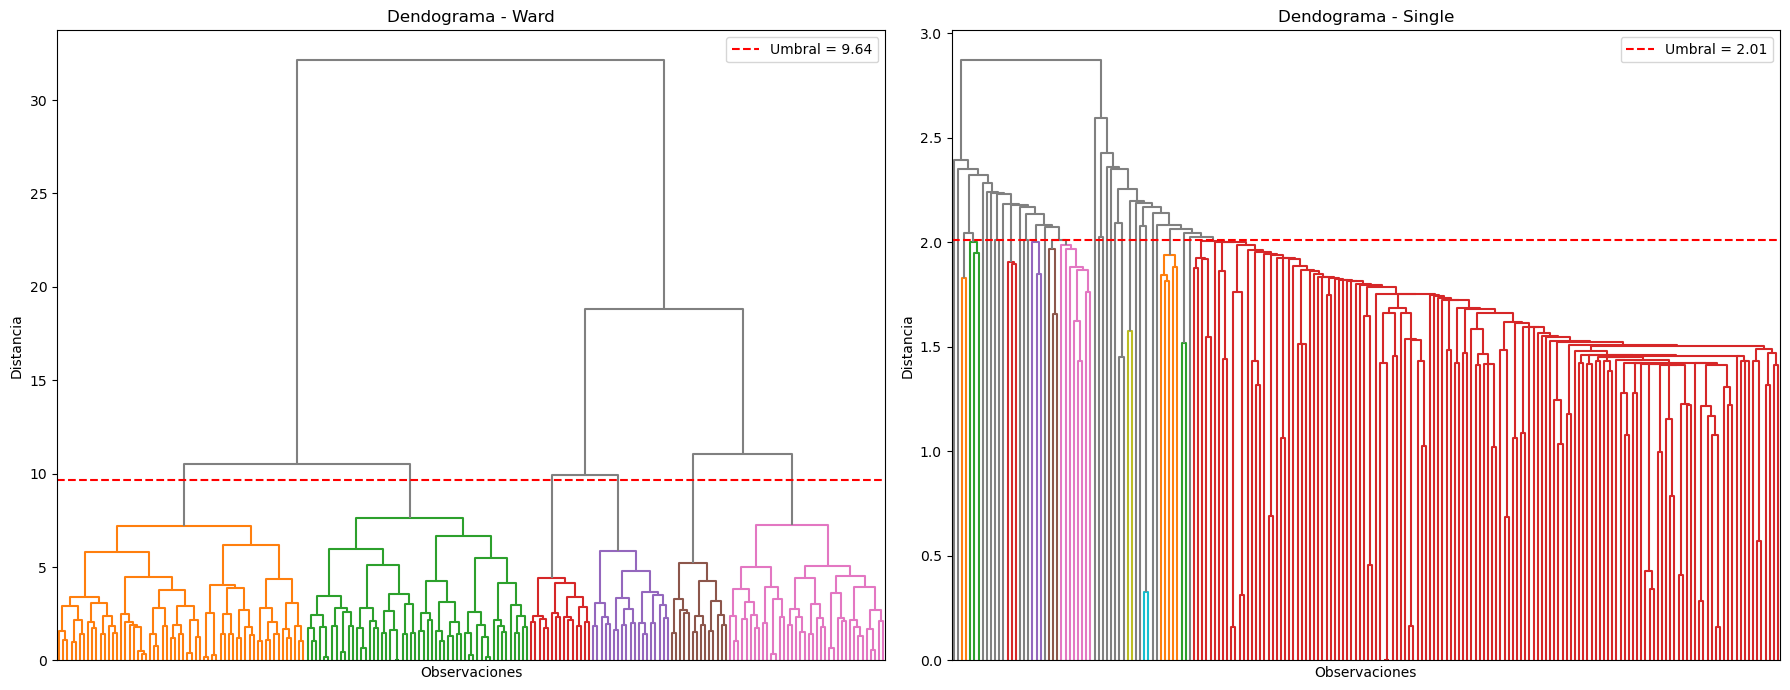 Dendograma - Ward
Umbral = 9.64
30
25
20
15
10
5
0
Distancia
Observaciones
Dendograma - Single
Umbral = 2.01
3.0
2.5
2.0
1.5
1.0
0.5
0.0
Distancia
Observaciones